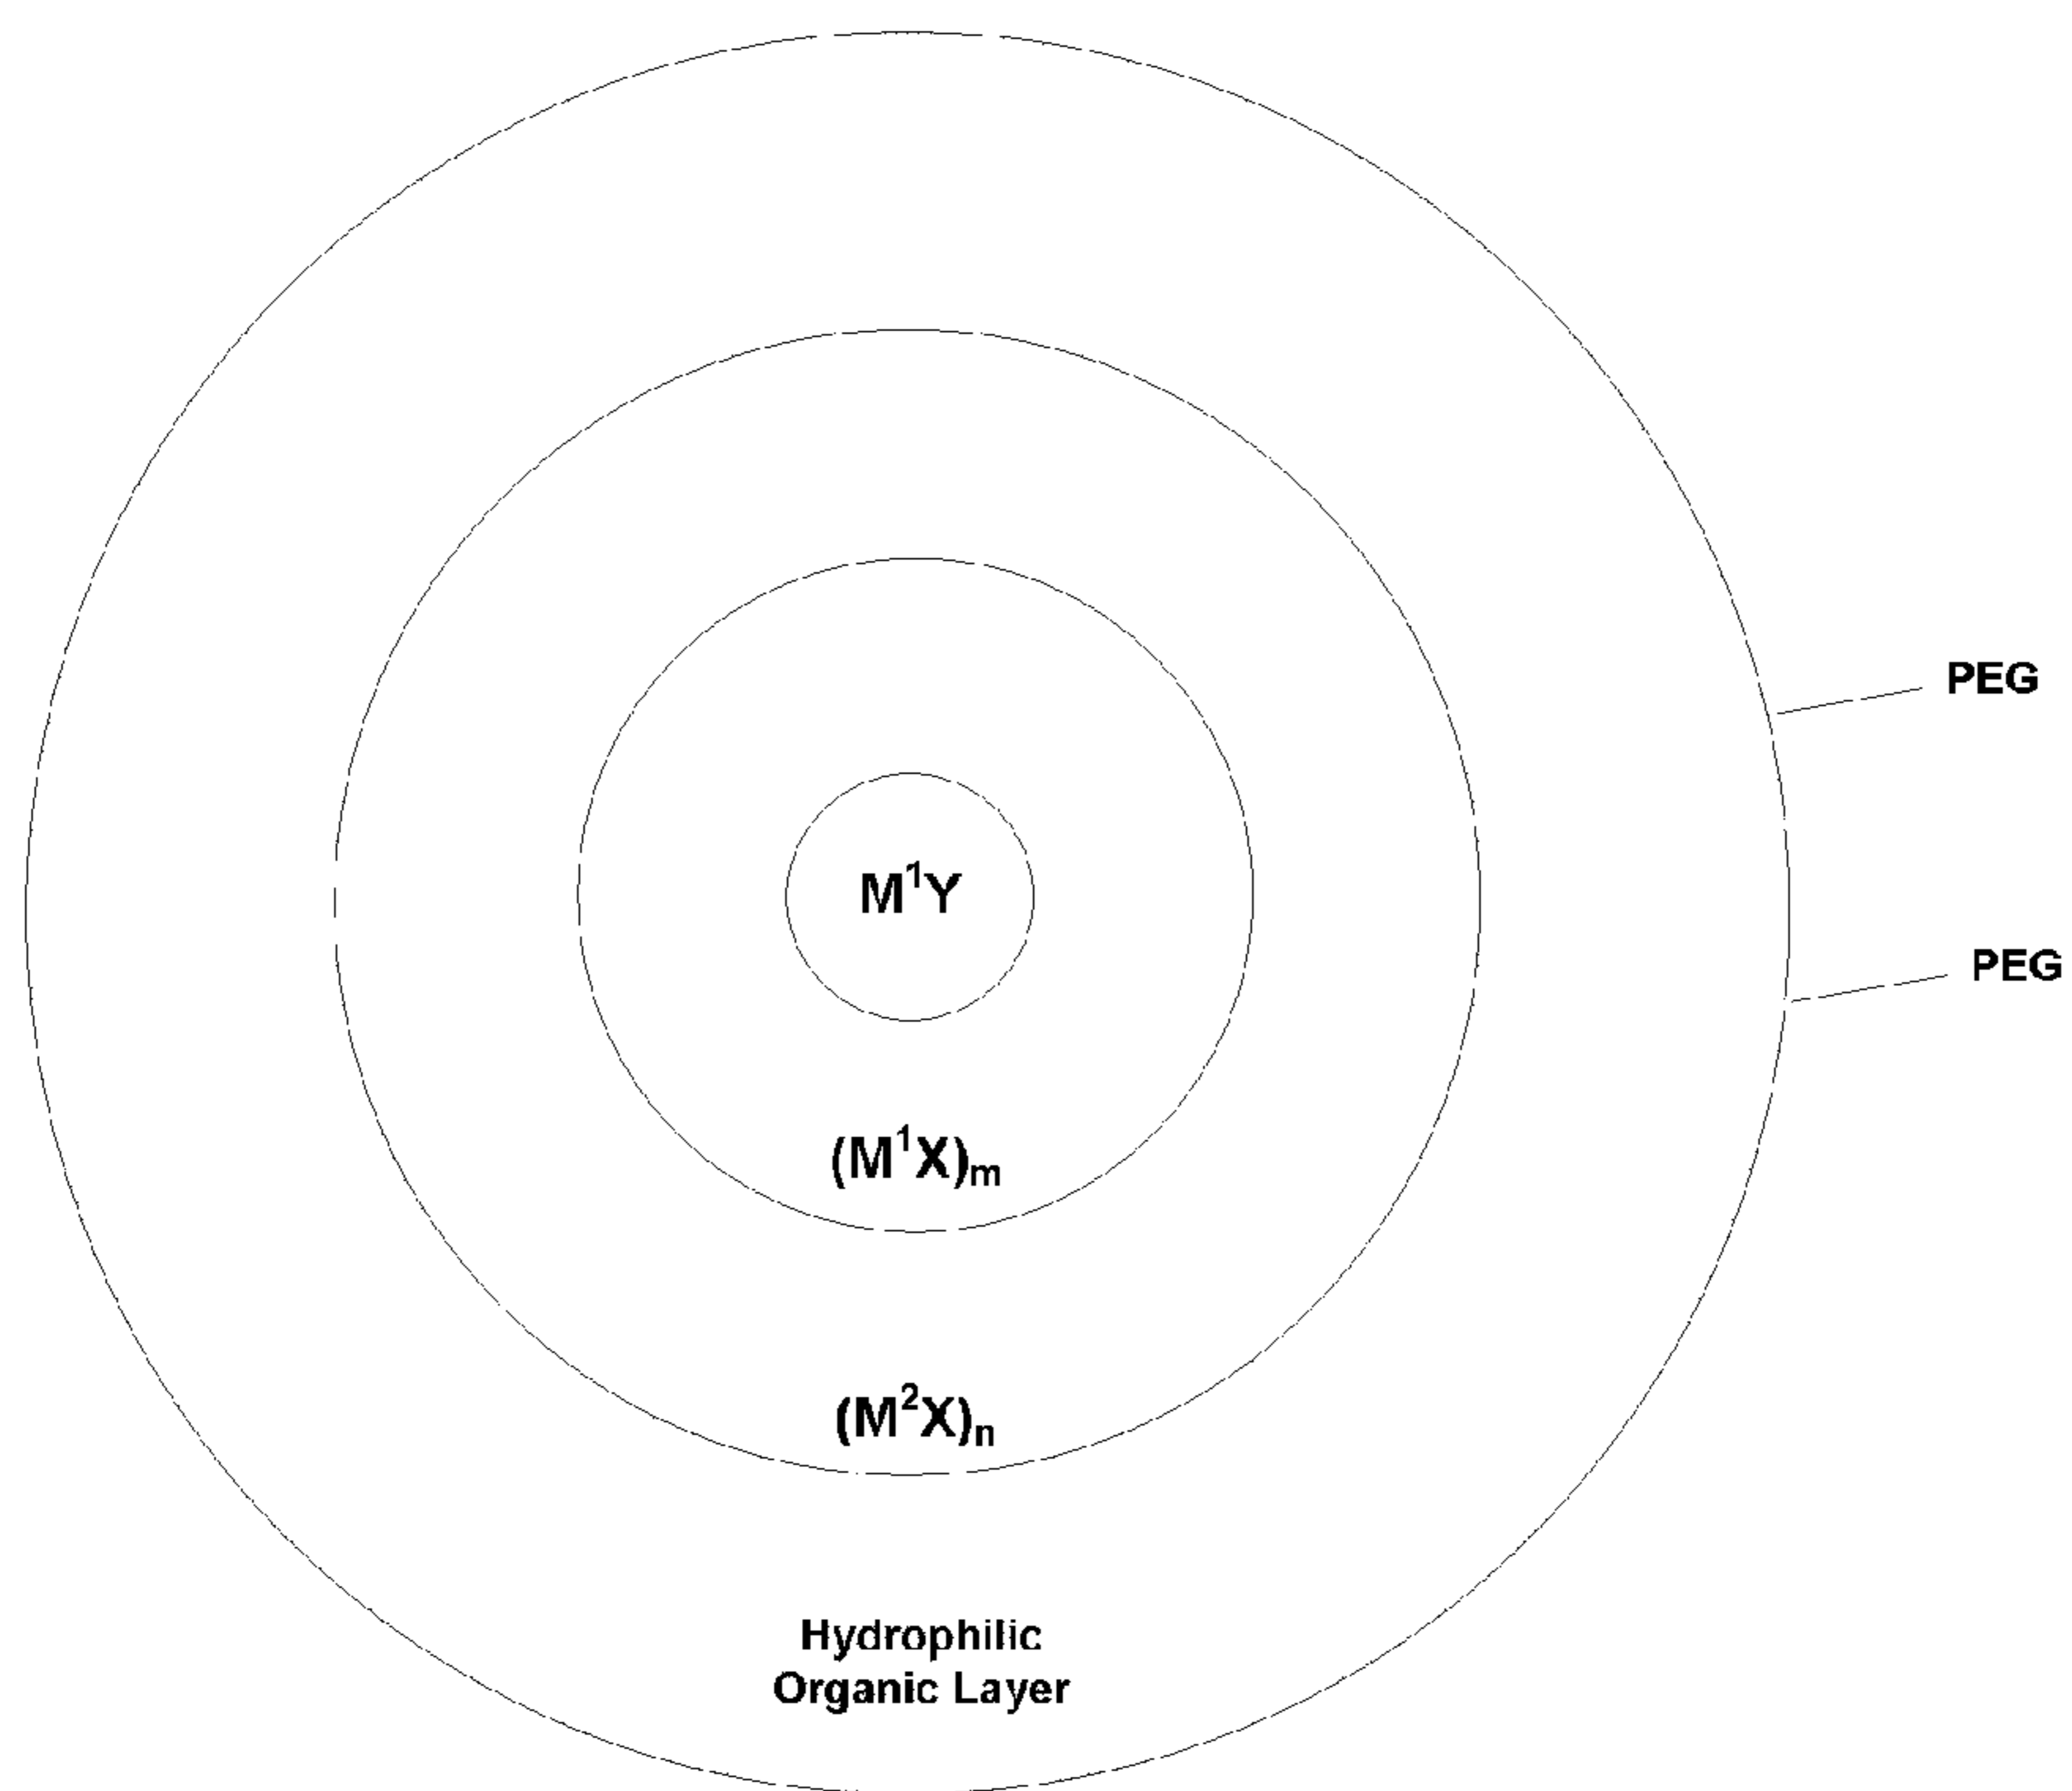 PEG
M¹Y
PEG
(M¹X)ₘ
(M²X)ₙ
Hydrophilic
Organic Layer